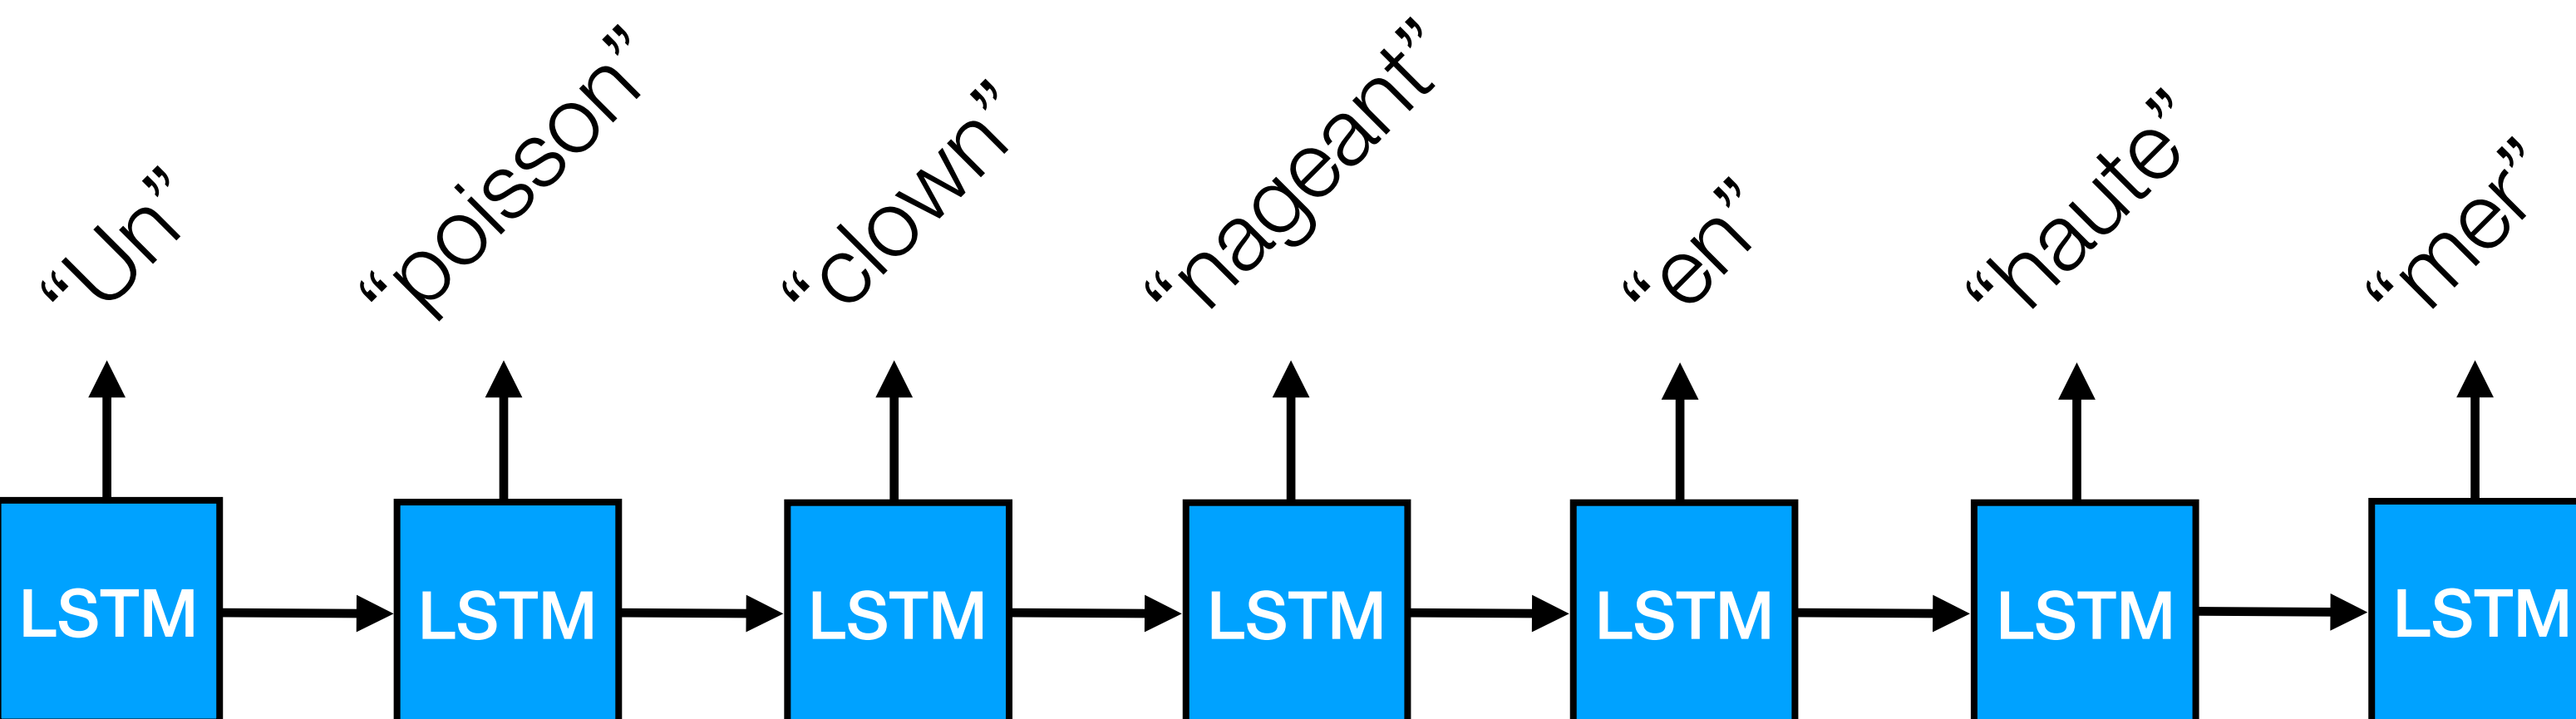 “Un” “poisson” “clown” “nageant” “en” “haute” “mer”
LSTM LSTM LSTM LSTM LSTM LSTM LSTM